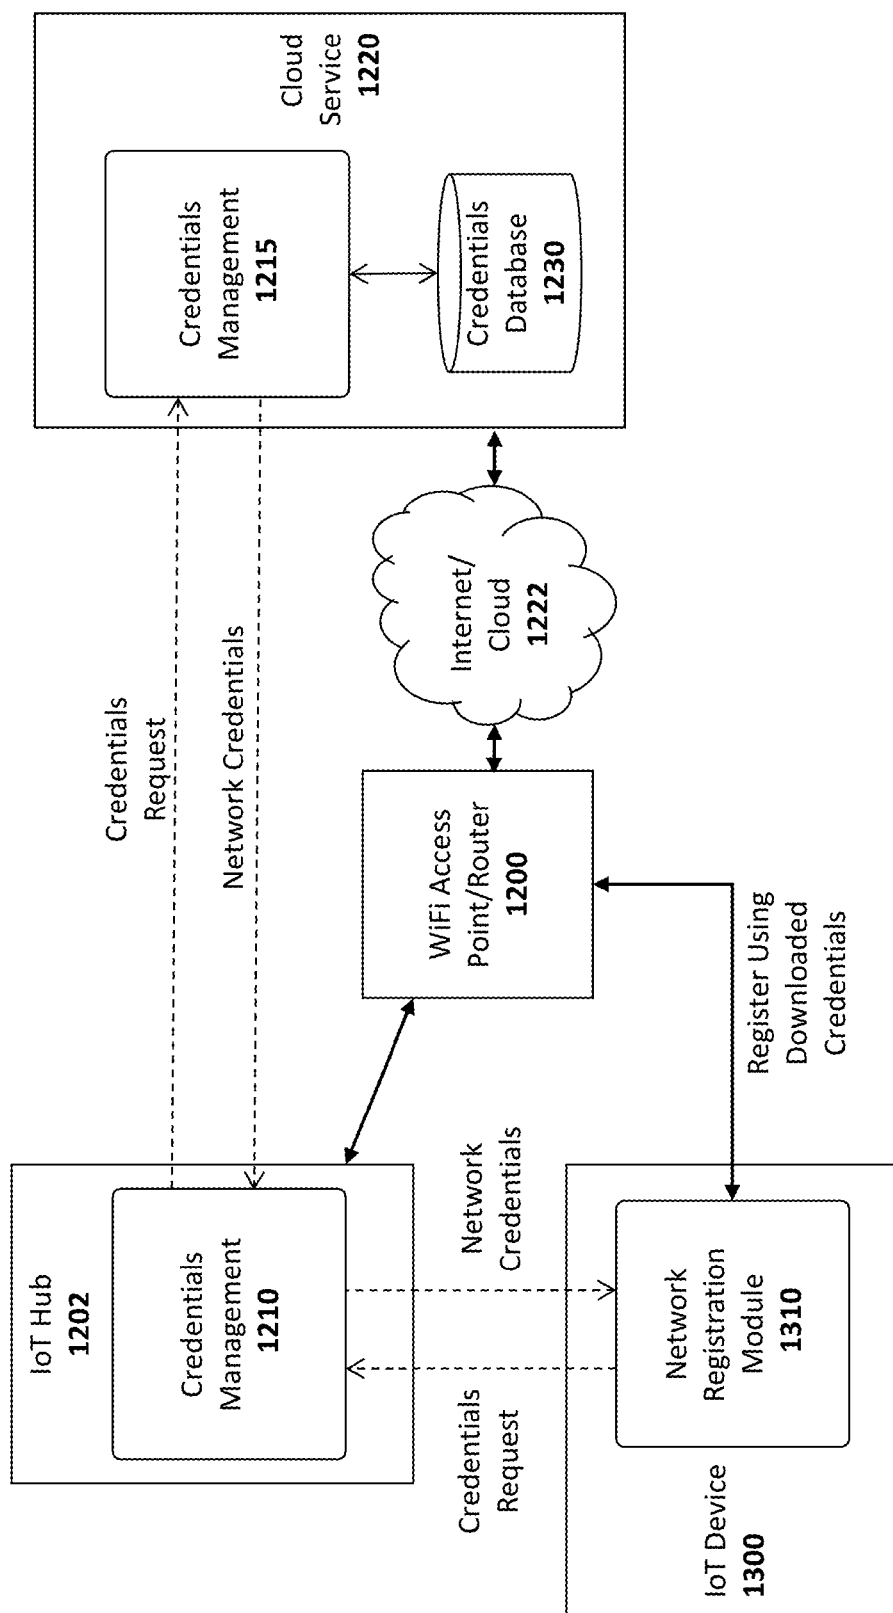 IoT Hub
1202
Credentials
Management
1210
Credentials
Request
Network Credentials
Cloud
Service
1220
Credentials
Management
1215
Credentials
Database
1230
WiFi Access
Point/Router
1200
Internet/
Cloud
1222
Credentials
Request
Network
Credentials
IoT Device
1300
Network
Registration
Module
1310
Register Using
Downloaded
Credentials